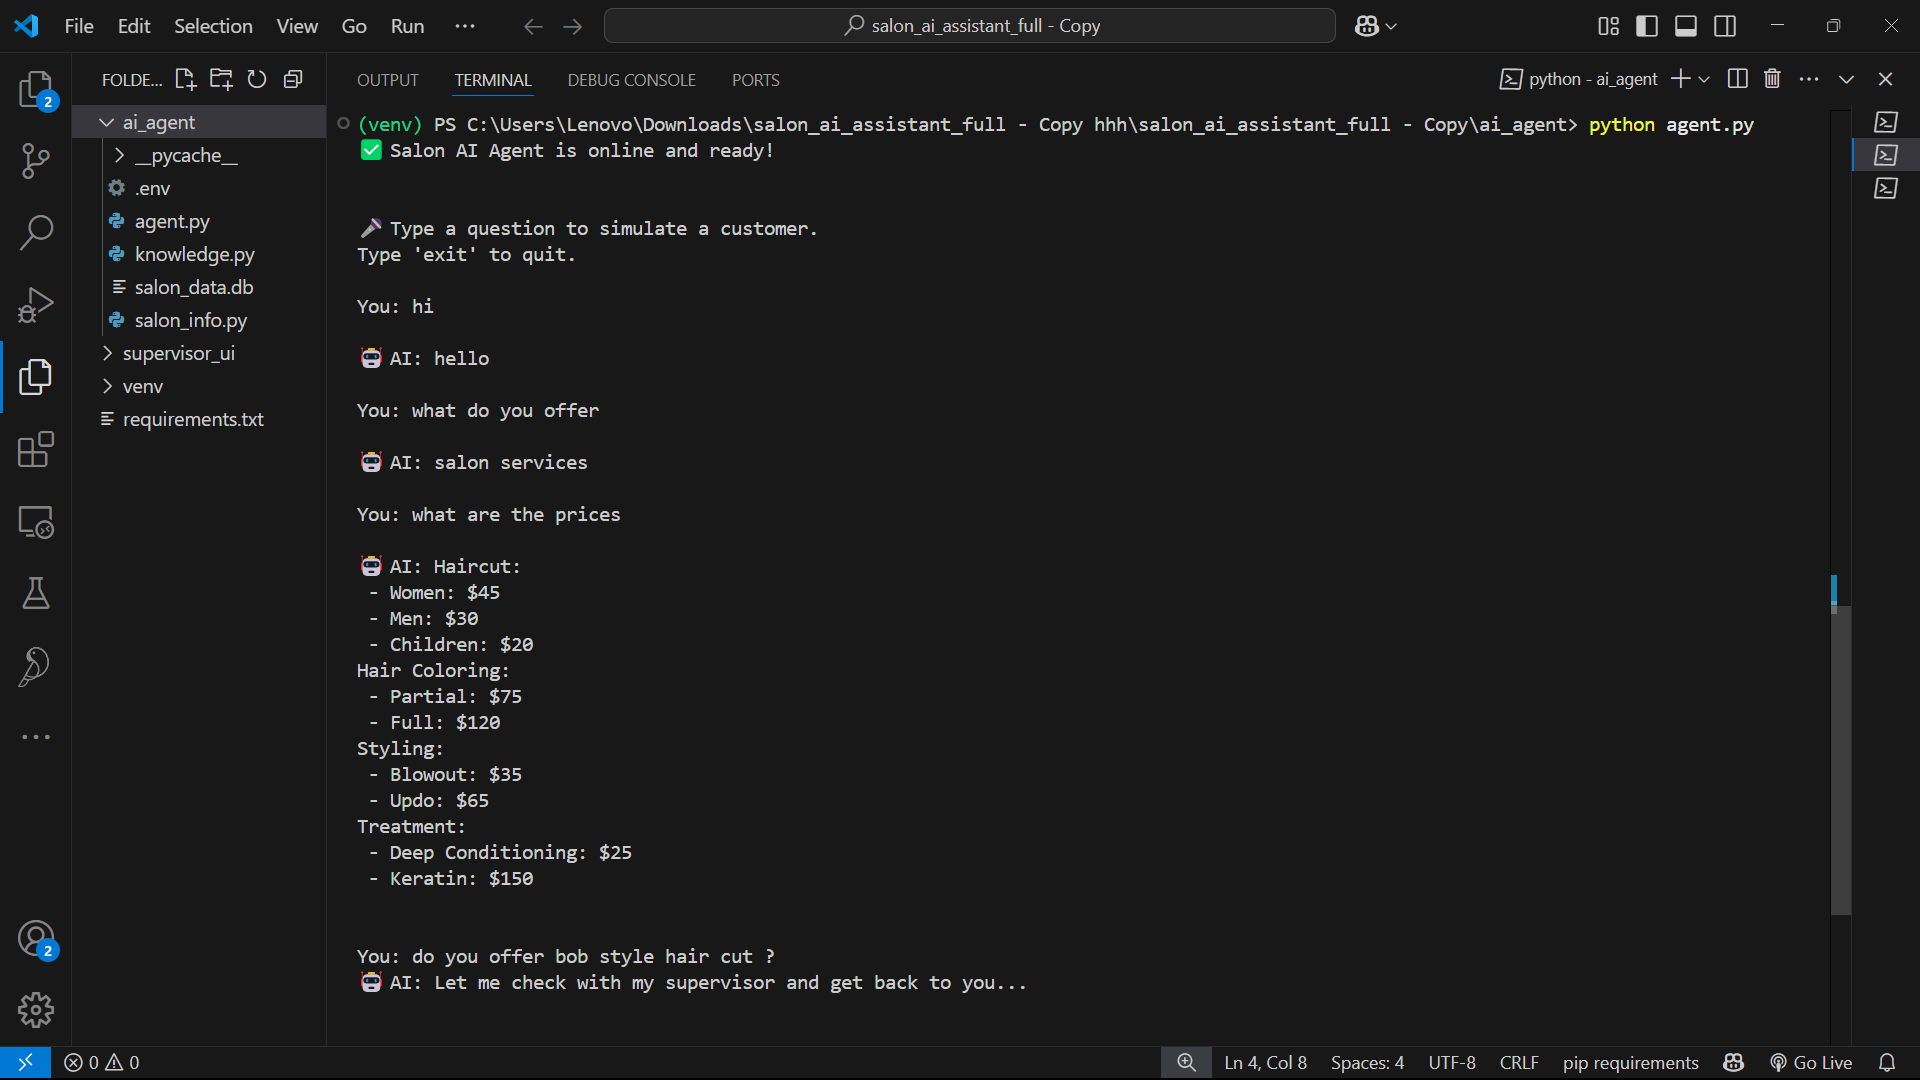 File Edit Selection View Go Run ...
salon_ai_assistant_full - Copy
FOLDE...
OUTPUT TERMINAL DEBUG CONSOLE PORTS
python - ai_agent
2
ai_agent
__pycache__
.env
agent.py
knowledge.py
salon_data.db
salon_info.py
supervisor_ui
venv
requirements.txt
(venv) PS C:\Users\Lenovo\Downloads\salon_ai_assistant_full - Copy hhh\salon_ai_assistant_full - Copy\ai_agent> python agent.py
✅ Salon AI Agent is online and ready!
🎤 Type a question to simulate a customer.
Type 'exit' to quit.
You: hi
🤖 AI: hello
You: what do you offer
🤖 AI: salon services
You: what are the prices
🤖 AI: Haircut:
- Women: $45
- Men: $30
- Children: $20
Hair Coloring:
- Partial: $75
- Full: $120
Styling:
- Blowout: $35
- Updo: $65
Treatment:
- Deep Conditioning: $25
- Keratin: $150
You: do you offer bob style hair cut ?
🤖 AI: Let me check with my supervisor and get back to you...
2
0 0
Ln 4, Col 8 Spaces: 4 UTF-8 CRLF pip requirements Go Live